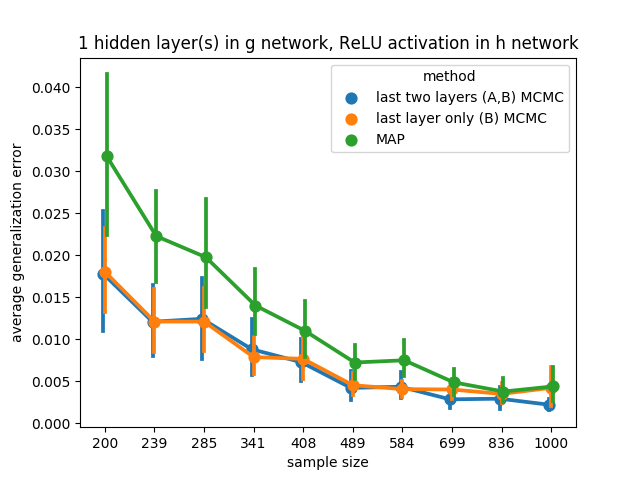 1 hidden layer(s) in g network, ReLU activation in h network
method
last two layers (A,B) MCMC
last layer only (B) MCMC
MAP
average generalization error
0.040
0.035
0.030
0.025
0.020
0.015
0.010
0.005
0.000
200 239 285 341 408 489 584 699 836 1000
sample size